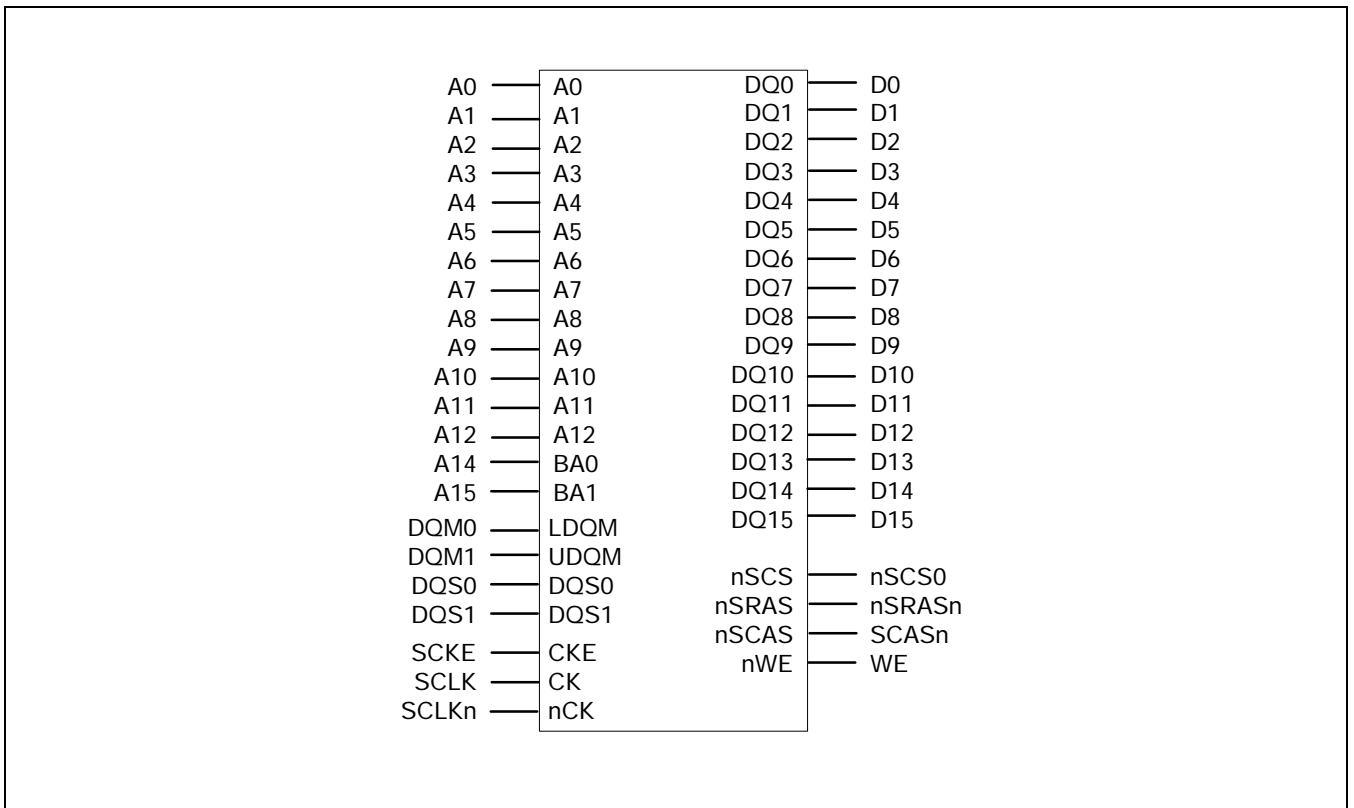 A0 A0 DQ0 D0
A1 A1 DQ1 D1
A2 A2 DQ2 D2
A3 A3 DQ3 D3
A4 A4 DQ4 D4
A5 A5 DQ5 D5
A6 A6 DQ6 D6
A7 A7 DQ7 D7
A8 A8 DQ8 D8
A9 A9 DQ9 D9
A10 A10 DQ10 D10
A11 A11 DQ11 D11
A12 A12 DQ12 D12
A14 BA0 DQ13 D13
A15 BA1 DQ14 D14
DQM0 LDQM DQ15 D15
DQM1 UDQM
DQS0 DQS0 nSCS nSCS0
DQS1 DQS1 nSRAS nSRASn
SCKE CKE nSCAS SCASn
SCLK CK nWE WE
SCLKn nCK